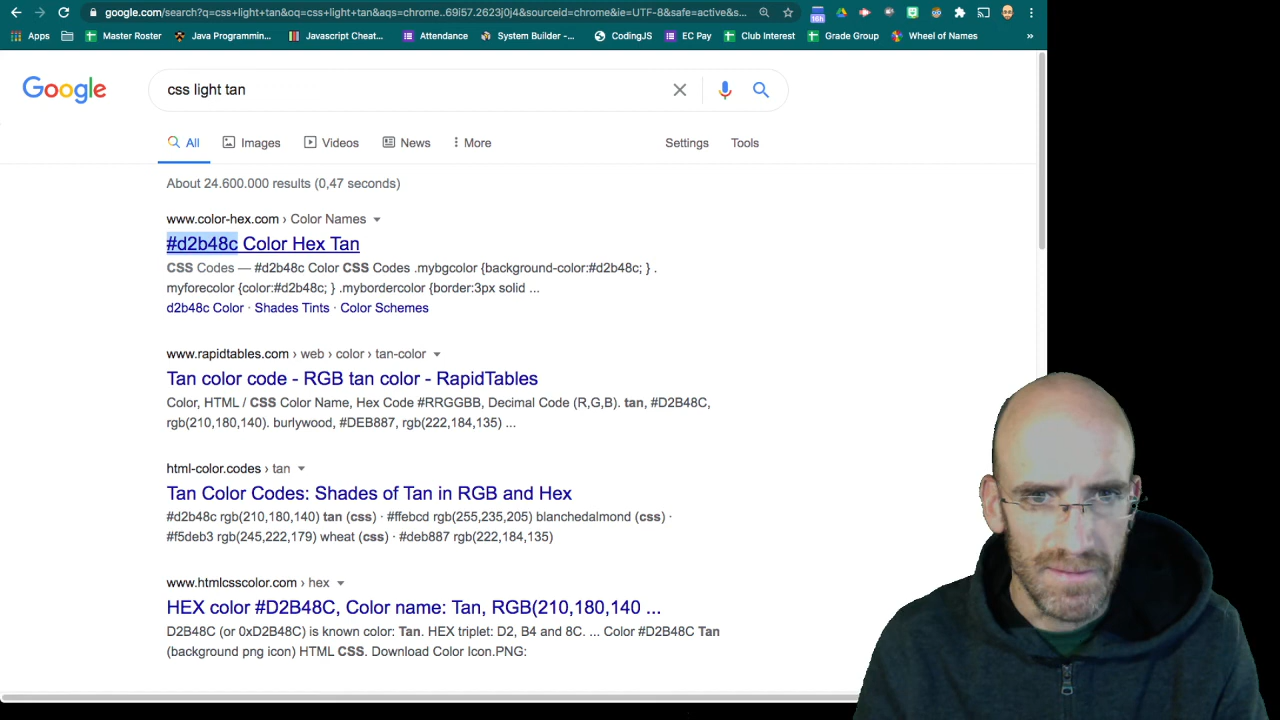 google.com/search?q=css+light+tan&oq=css+light+tan&aqs=chrome..69i57.2623j0j4&sourceid=chrome&ie=UTF-8&safe=active&s...
16h
Apps Master Roster Java Programmin... Javascript Cheat... Attendance System Builder -... CodingJS EC Pay Club Interest Grade Group Wheel of Names »
Google css light tan
All Images Videos News More Settings Tools
About 24.600.000 results (0,47 seconds)
www.color-hex.com › Color Names
#d2b48c Color Hex Tan
CSS Codes — #d2b48c Color CSS Codes .mybgcolor {background-color:#d2b48c; } .
myforecolor {color:#d2b48c; } .mybordercolor {border:3px solid ...
d2b48c Color · Shades Tints · Color Schemes
www.rapidtables.com › web › color › tan-color
Tan color code - RGB tan color - RapidTables
Color, HTML / CSS Color Name, Hex Code #RRGGBB, Decimal Code (R,G,B). tan, #D2B48C,
rgb(210,180,140). burlywood, #DEB887, rgb(222,184,135) ...
html-color.codes › tan
Tan Color Codes: Shades of Tan in RGB and Hex
#d2b48c rgb(210,180,140) tan (css) · #ffebcd rgb(255,235,205) blanchedalmond (css) ·
#f5deb3 rgb(245,222,179) wheat (css) · #deb887 rgb(222,184,135)
www.htmlcsscolor.com › hex
HEX color #D2B48C, Color name: Tan, RGB(210,180,140 ...
D2B48C (or 0xD2B48C) is known color: Tan. HEX triplet: D2, B4 and 8C. ... Color #D2B48C Tan
(background png icon) HTML CSS. Download Color Icon.PNG: